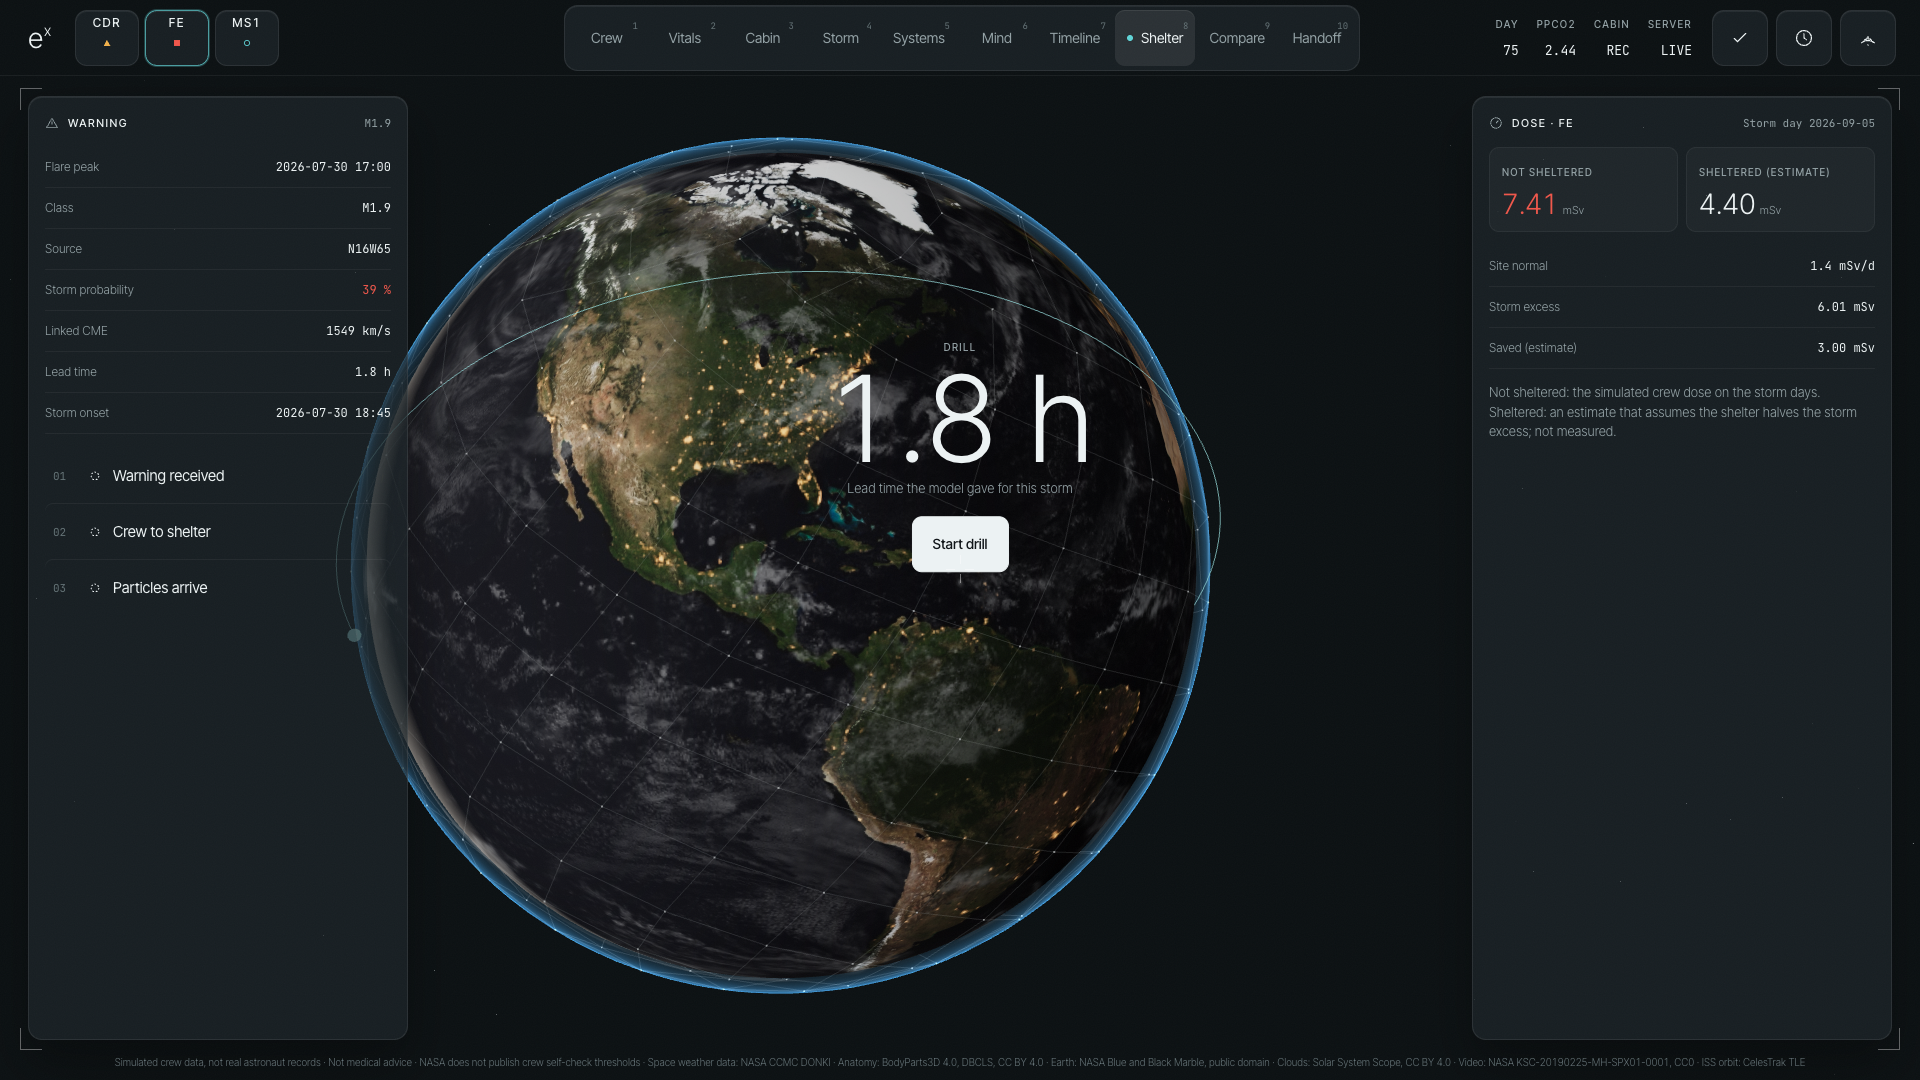 eˣ
CDR
FE
MS1
Crew 1
Vitals 2
Cabin 3
Storm 4
Systems 5
Mind 6
Timeline 7
Shelter 8
Compare 9
Handoff 10
DAY PPCO2 CABIN SERVER
75 2.44 REC LIVE
WARNING M1.9
Flare peak 2026-07-30 17:00
Class M1.9
Source N16W65
Storm probability 39 %
Linked CME 1549 km/s
Lead time 1.8 h
Storm onset 2026-07-30 18:45
01 Warning received
02 Crew to shelter
03 Particles arrive
DRILL
1.8 h
Lead time the model gave for this storm
Start drill
DOSE · FE Storm day 2026-09-05
NOT SHELTERED
7.41 mSv
SHELTERED (ESTIMATE)
4.40 mSv
Site normal 1.4 mSv/d
Storm excess 6.01 mSv
Saved (estimate) 3.00 mSv
Not sheltered: the simulated crew dose on the storm days.
Sheltered: an estimate that assumes the shelter halves the storm
excess; not measured.
Simulated crew data, not real astronaut records · Not medical advice · NASA does not publish crew self-check thresholds · Space weather data: NASA CCMC DONKI · Anatomy: BodyParts3D 4.0, DBCLS, CC BY 4.0 · Earth: NASA Blue and Black Marble, public domain · Clouds: Solar System Scope, CC BY 4.0 · Video: NASA KSC-20190225-MH-SPX01-0001, CC0 · ISS orbit: CelesTrak TLE